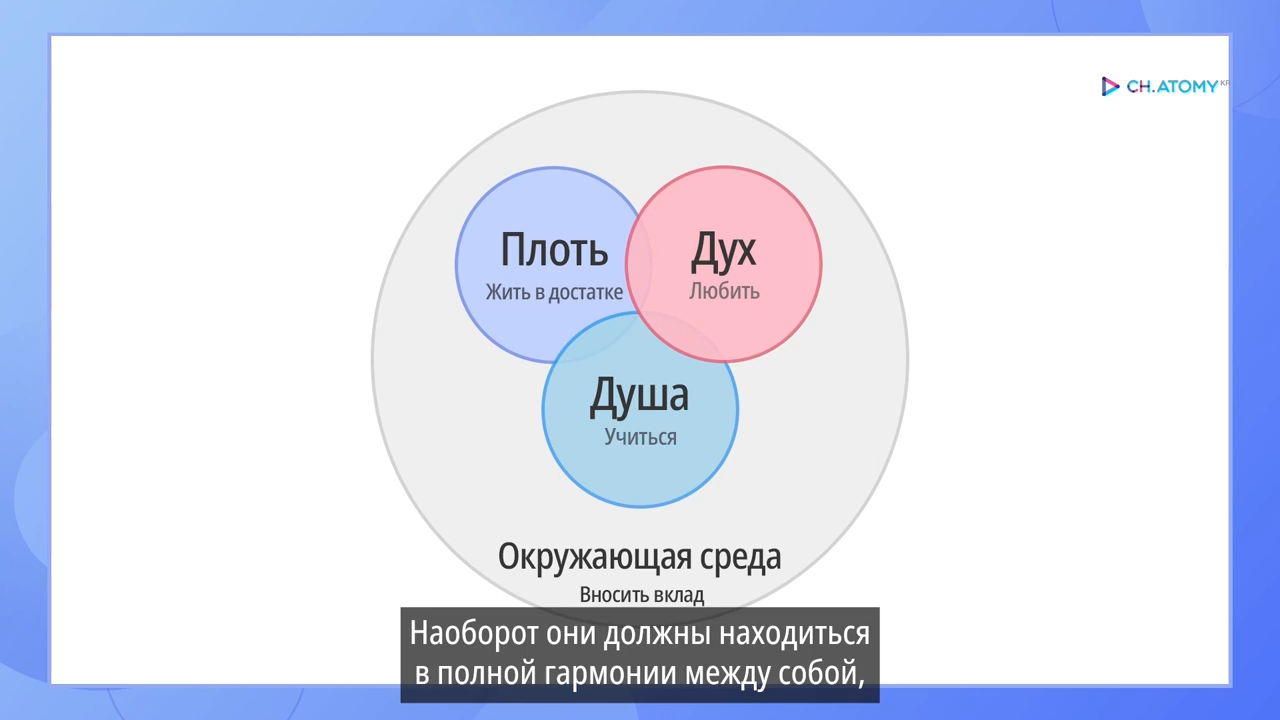 CH.ATOMY KR
Плоть
Жить в достатке
Дух
Любить
Душа
Учиться
Окружающая среда
Вносить вклад
Наоборот они должны находиться
в полной гармонии между собой,